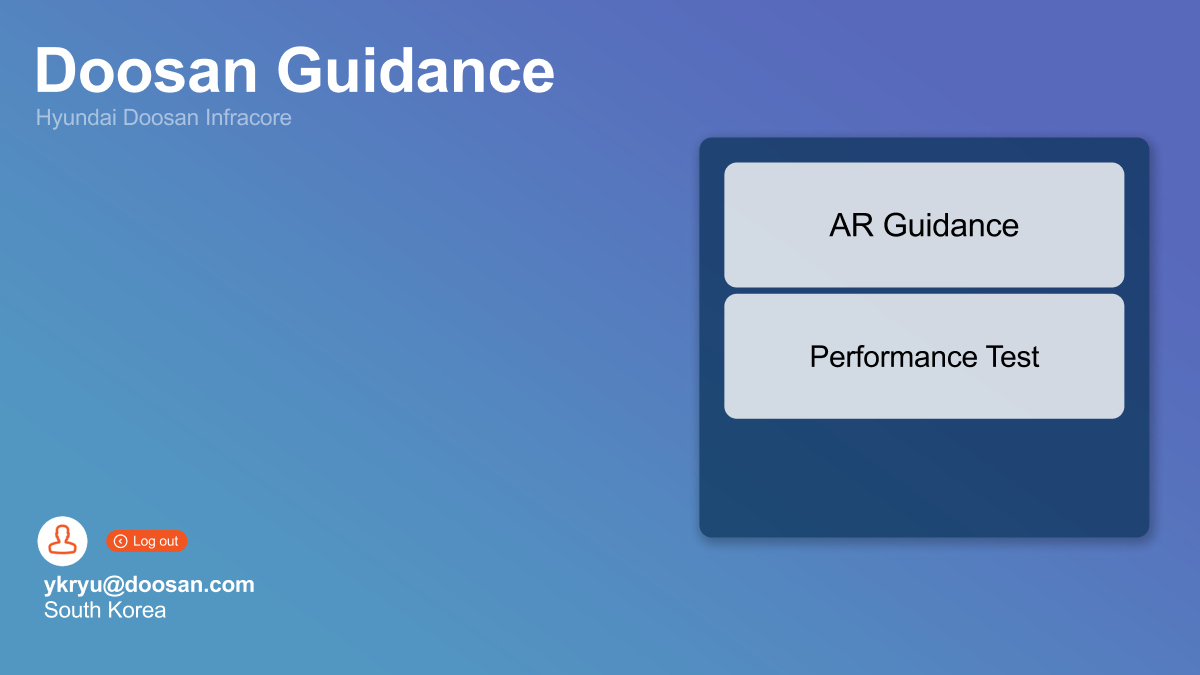 Doosan Guidance
Hyundai Doosan Infracore
AR Guidance
Performance Test
Log out
ykryu@doosan.com
South Korea